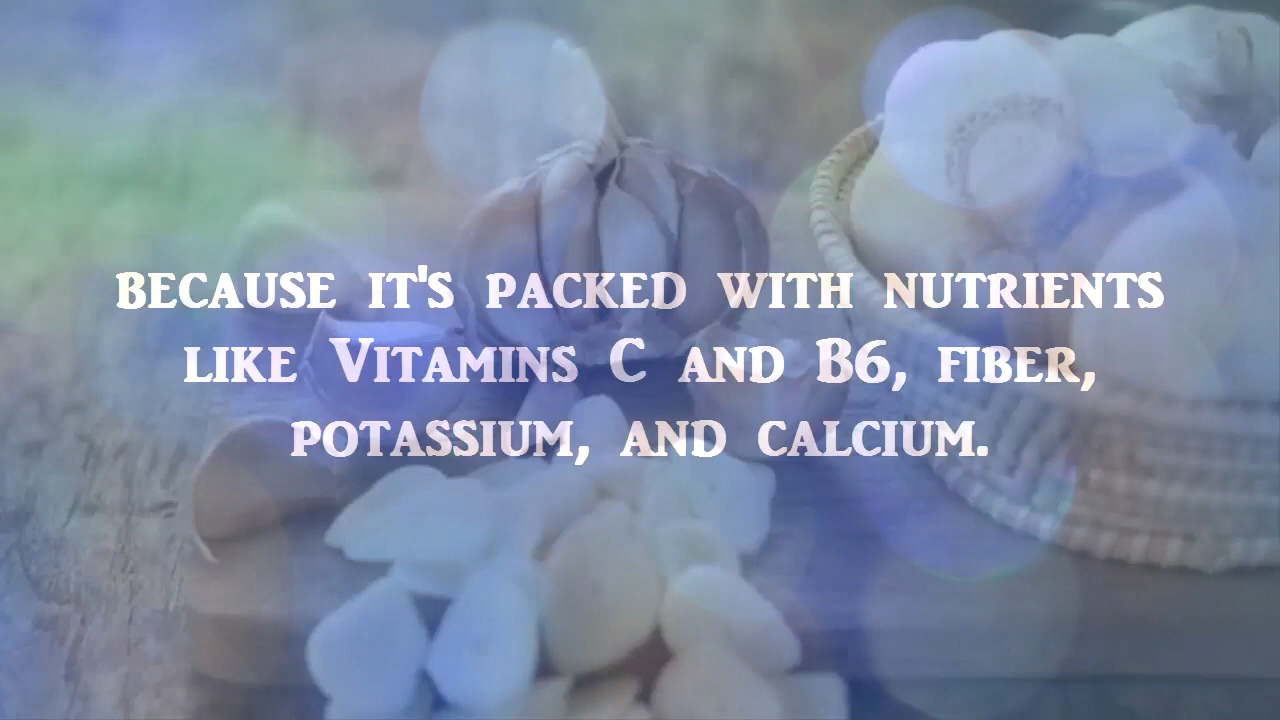 because it's packed with nutrients
like Vitamins C and B6, fiber,
potassium, and calcium.